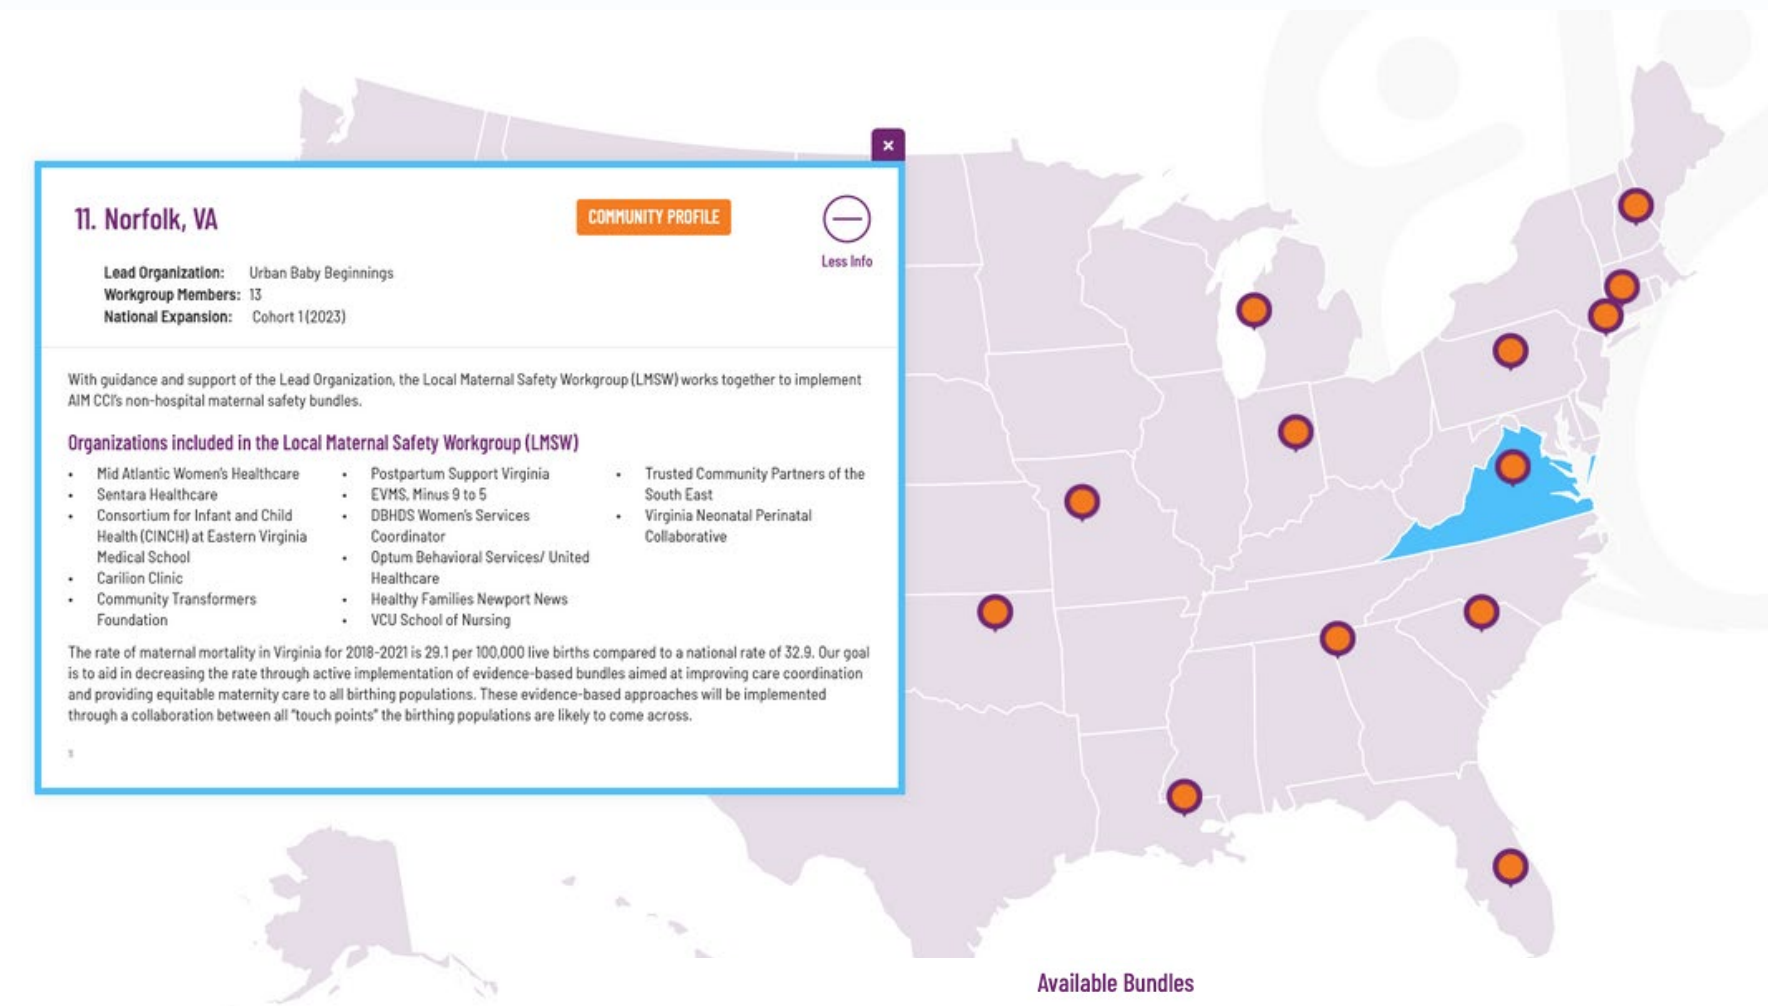 ×
11. Norfolk, VA
COMMUNITY PROFILE
Less Info
Lead Organization: Urban Baby Beginnings
Workgroup Members: 13
National Expansion: Cohort 1 (2023)
With guidance and support of the Lead Organization, the Local Maternal Safety Workgroup (LMSW) works together to implement
AIM CCI's non-hospital maternal safety bundles.
Organizations included in the Local Maternal Safety Workgroup (LMSW)
• Mid Atlantic Women's Healthcare
• Sentara Healthcare
• Consortium for Infant and Child
Health (CINCH) at Eastern Virginia
Medical School
• Carilion Clinic
• Community Transformers
Foundation
• Postpartum Support Virginia
• EVMS, Minus 9 to 5
• DBHDS Women's Services
Coordinator
• Optum Behavioral Services/ United
Healthcare
• Healthy Families Newport News
• VCU School of Nursing
• Trusted Community Partners of the
South East
• Virginia Neonatal Perinatal
Collaborative
The rate of maternal mortality in Virginia for 2018-2021 is 29.1 per 100,000 live births compared to a national rate of 32.9. Our goal
is to aid in decreasing the rate through active implementation of evidence-based bundles aimed at improving care coordination
and providing equitable maternity care to all birthing populations. These evidence-based approaches will be implemented
through a collaboration between all "touch points" the birthing populations are likely to come across.
Available Bundles